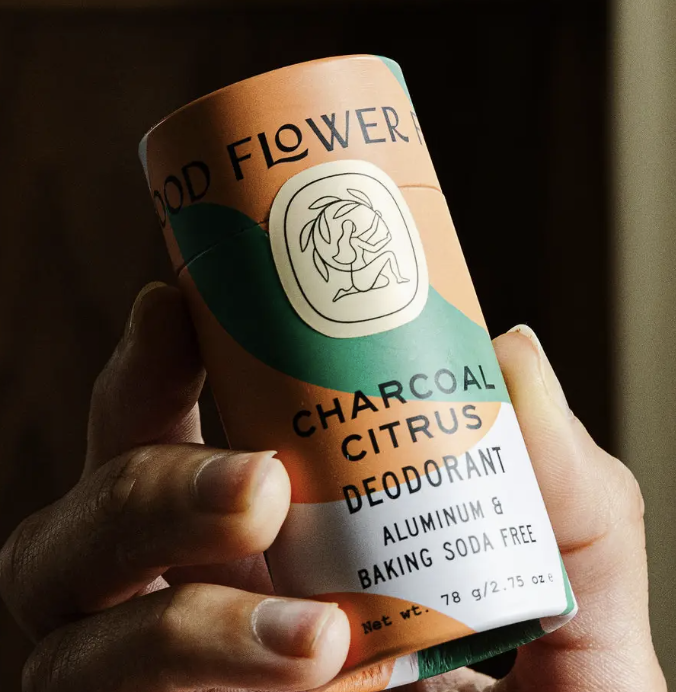 OOD FLOWER F
CHARCOAL
CITRUS
DEODORANT
ALUMINUM &
BAKING SODA FREE
Net wt. 78 g/2.75 oz e